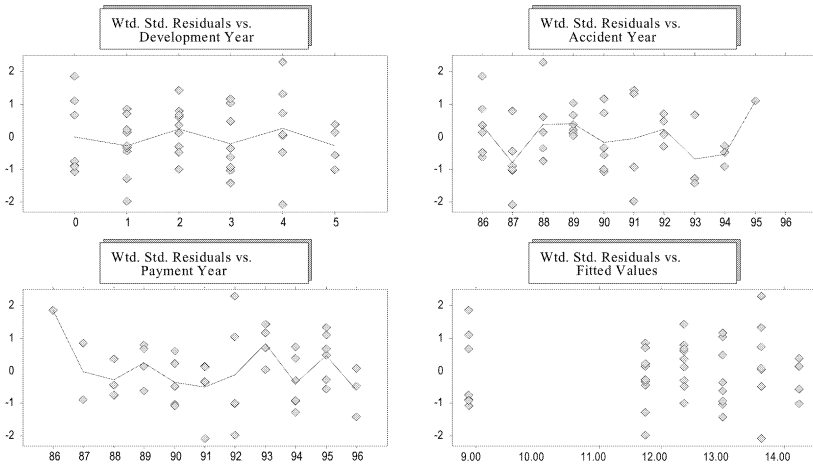 Wtd. Std. Residuals vs.
Development Year
2
1
0
-1
-2
0 1 2 3 4 5
Wtd. Std. Residuals vs.
Accident Year
2
1
0
-1
-2
86 87 88 89 90 91 92 93 94 95 96
Wtd. Std. Residuals vs.
Payment Year
2
1
0
-1
-2
86 87 88 89 90 91 92 93 94 95 96
Wtd. Std. Residuals vs.
Fitted Values
2
1
0
-1
-2
9.00 10.00 11.00 12.00 13.00 14.00